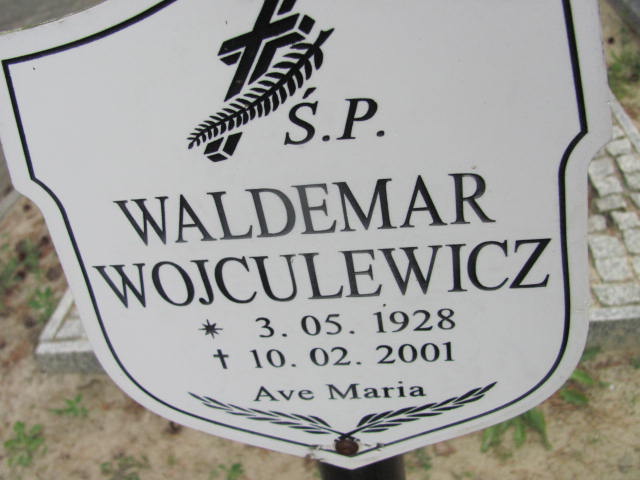 Ś.P.
WALDEMAR
WOJCULEWICZ
* 3. 05. 1928
† 10. 02. 2001
Ave Maria